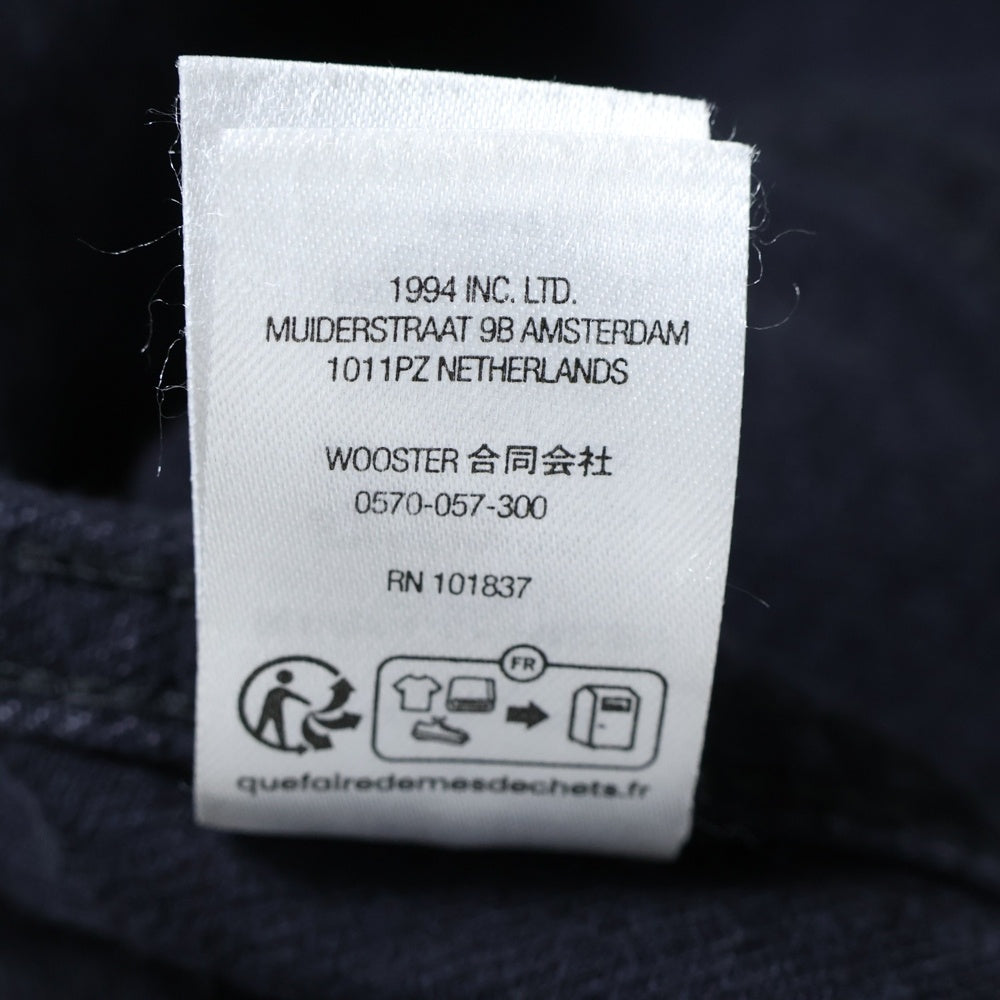 1994 INC. LTD.
MUIDERSTRAAT 9B AMSTERDAM
1011PZ NETHERLANDS
WOOSTER 合同会社
0570-057-300
RN 101837
FR
quefairedemesdechets.fr